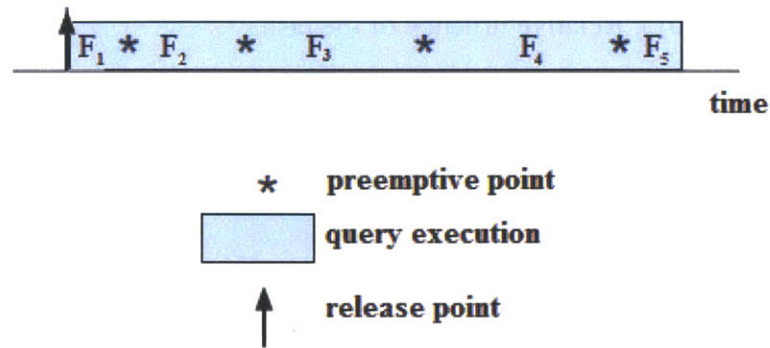 F₁ * F₂ * F₃ * F₄ * F₅
time
* preemptive point
query execution
release point